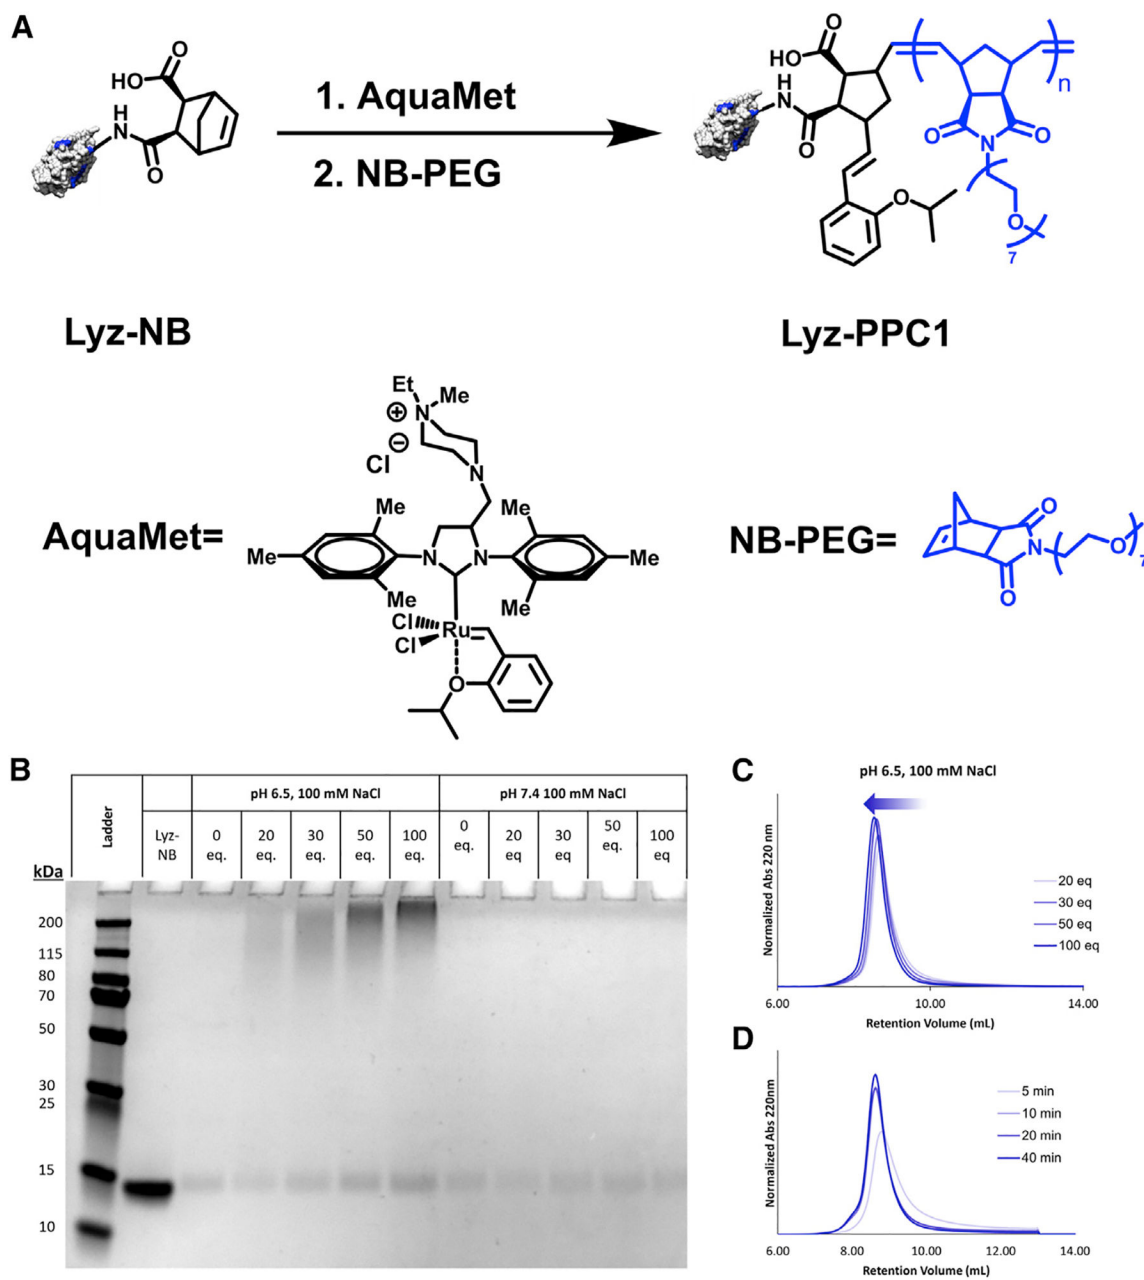 A
HO
O
H
N
O
1. AquaMet
2. NB-PEG
O
HO
H
N
O
O
n
O
N
O
O
7
Lyz-NB
Lyz-PPC1
Et
Me
N
+
−
Cl
N
AquaMet=
Me
Me
Me
N
N
Me
Me
Me
Cl
Cl
Ru
O
NB-PEG=
O
N
O
O
7
B
Ladder
Lyz-
NB
pH 6.5, 100 mM NaCl
pH 7.4 100 mM NaCl
0
eq.
20
eq.
30
eq.
50
eq.
100
eq.
0
eq.
20
eq
30
eq
50
eq.
100
eq
kDa
200
115
80
70
50
30
25
15
10
C
pH 6.5, 100 mM NaCl
Normalized Abs 220 nm
20 eq
30 eq
50 eq
100 eq
6.00 10.00 14.00
Retention Volume (mL)
D
Normalized Abs 220nm
5 min
10 min
20 min
40 min
6.00 8.00 10.00 12.00 14.00
Retention Volume (mL)